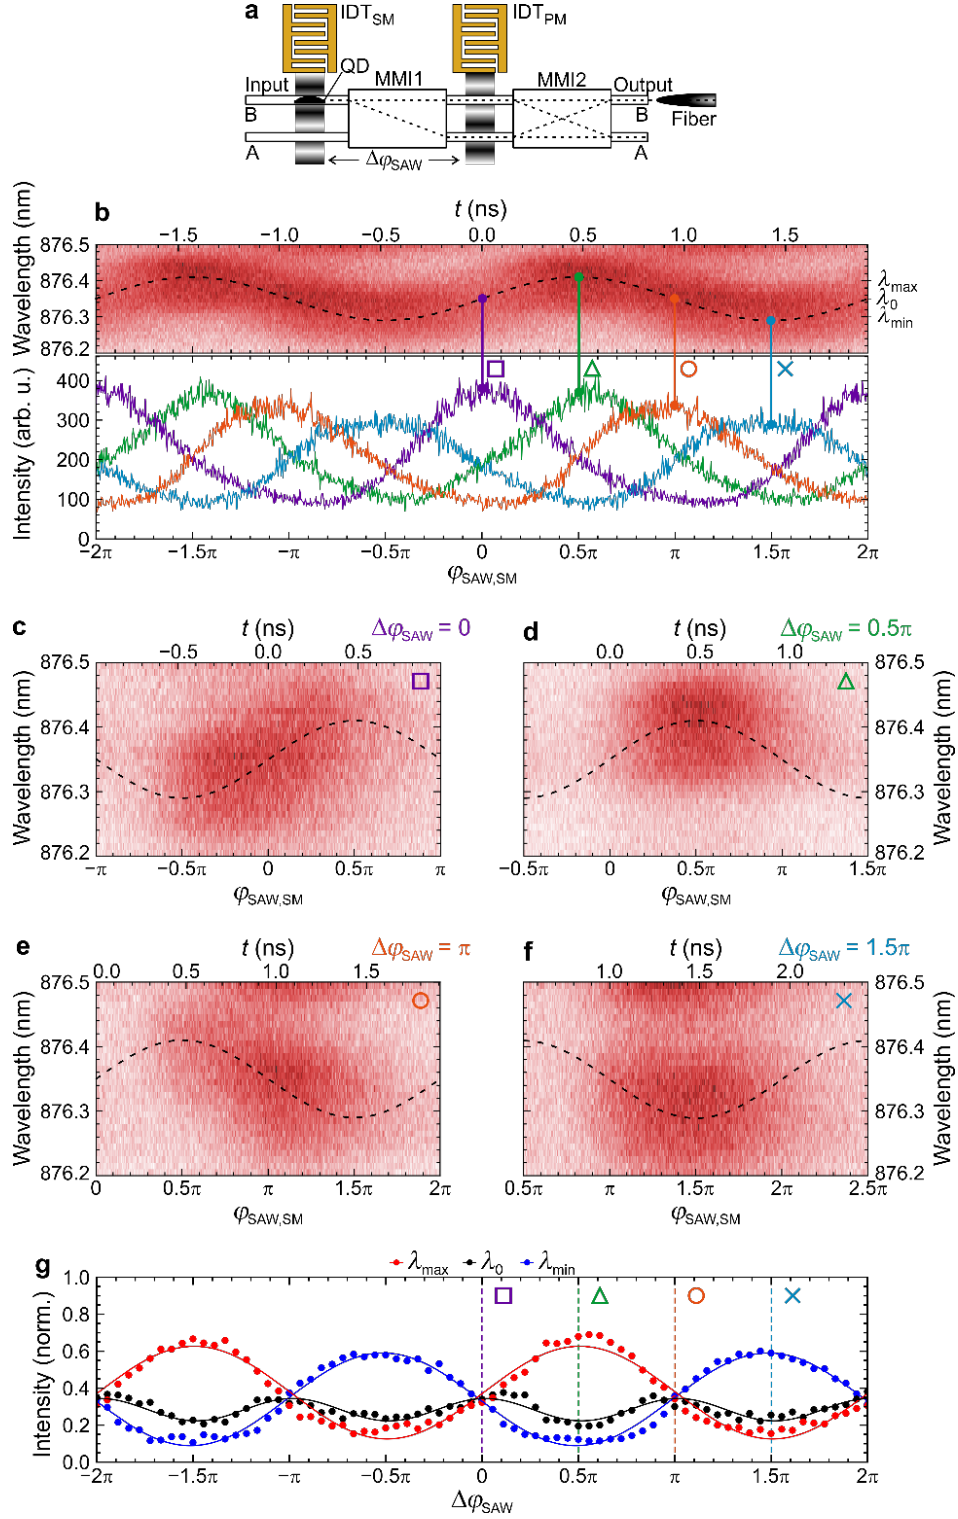 a IDT_SM IDT_PM
QD
Input MMI1 MMI2 Output
B B
Fiber
A A
Δφ_SAW
b t (ns)
−1.5 −1.0 −0.5 0.0 0.5 1.0 1.5
Wavelength (nm)
876.5
876.4
876.3
876.2
λ_max
λ_0
λ_min
Intensity (arb. u.)
400
300
200
100
0
−2π −1.5π −π −0.5π 0 0.5π π 1.5π 2π
φ_SAW,SM
c t (ns) Δφ_SAW = 0
−0.5 0.0 0.5
Wavelength (nm)
876.5
876.4
876.3
876.2
−π −0.5π 0 0.5π π
φ_SAW,SM
d t (ns) Δφ_SAW = 0.5π
0.0 0.5 1.0
876.5
876.4
876.3
876.2
Wavelength (nm)
−0.5π 0 0.5π π 1.5π
φ_SAW,SM
e t (ns) Δφ_SAW = π
0.0 0.5 1.0 1.5
Wavelength (nm)
876.5
876.4
876.3
876.2
0 0.5π π 1.5π 2π
φ_SAW,SM
f t (ns) Δφ_SAW = 1.5π
1.0 1.5 2.0
876.5
876.4
876.3
876.2
Wavelength (nm)
0.5π π 1.5π 2π 2.5π
φ_SAW,SM
g λ_max λ_0 λ_min
Intensity (norm.)
1.0
0.8
0.6
0.4
0.2
0.0
−2π −1.5π −π −0.5π 0 0.5π π 1.5π 2π
Δφ_SAW